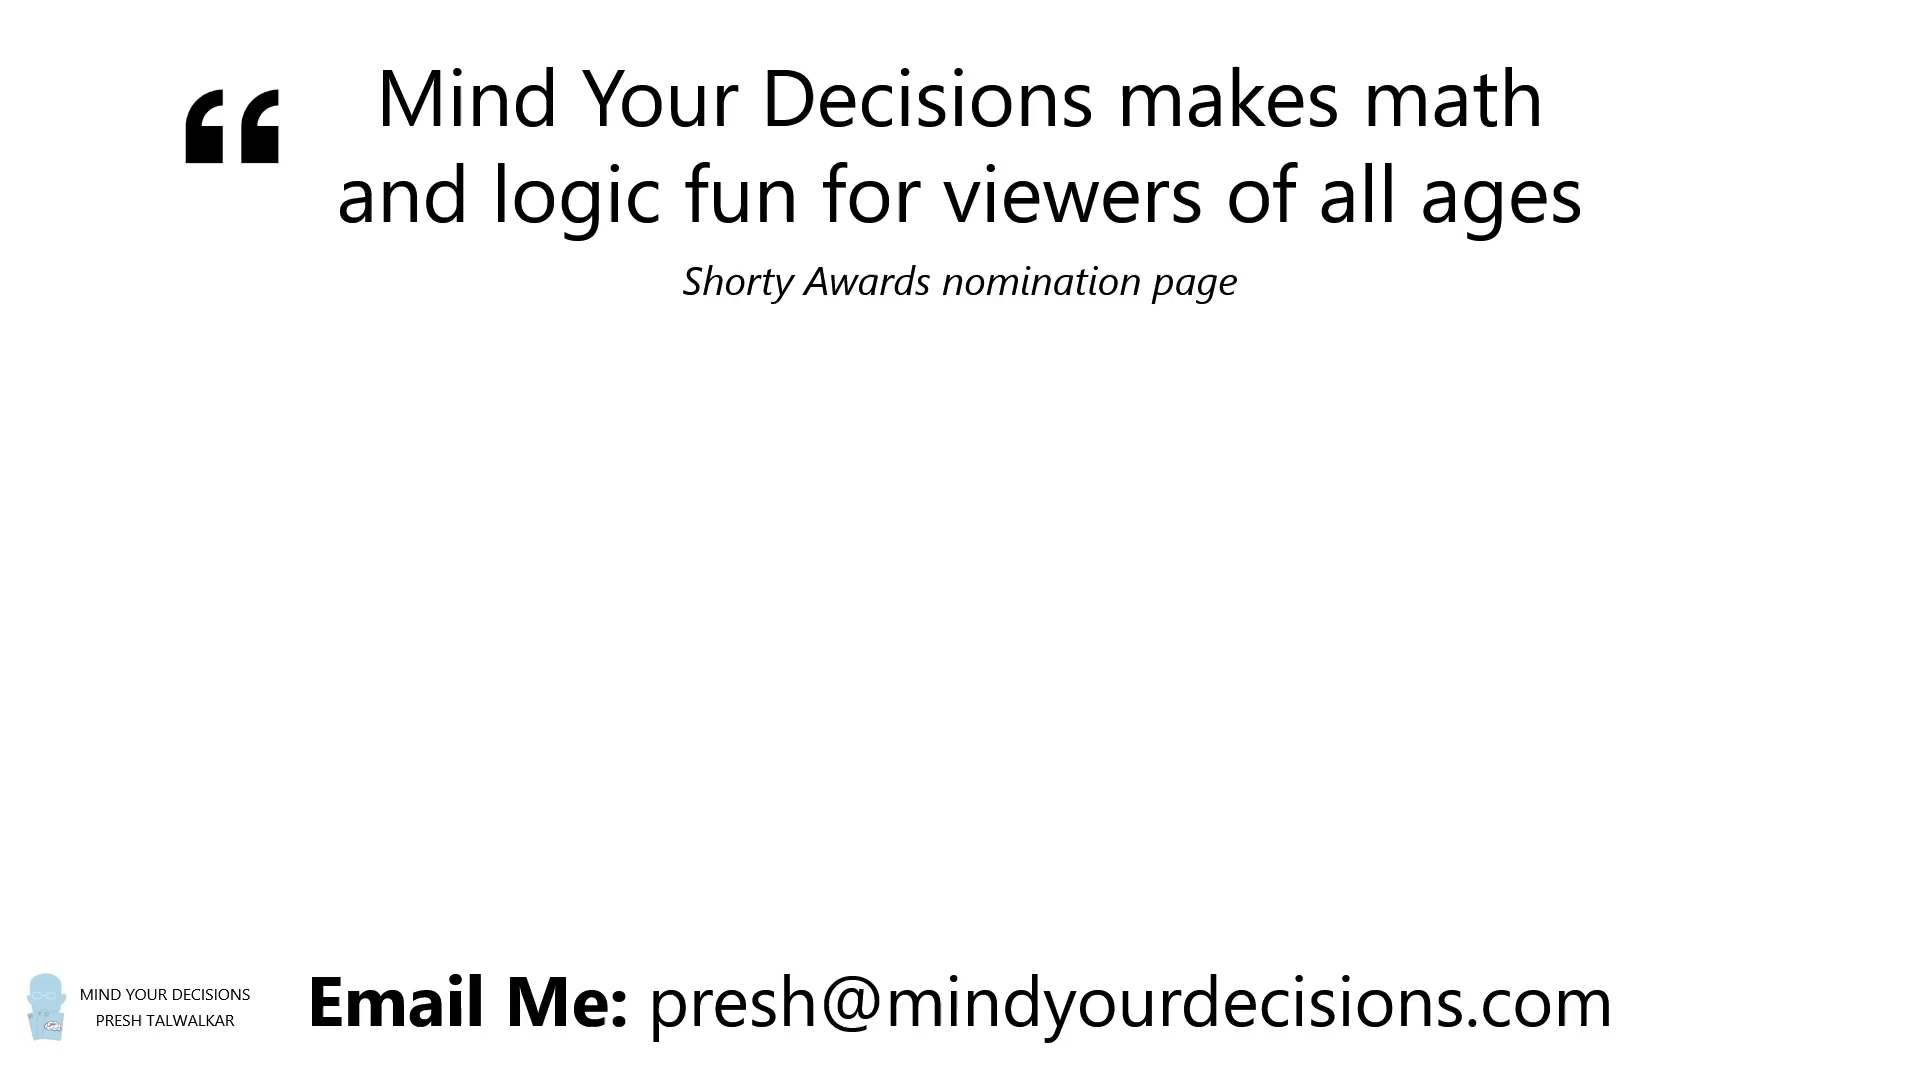 “
Mind Your Decisions makes math
and logic fun for viewers of all ages
Shorty Awards nomination page
MIND YOUR DECISIONS
PRESH TALWALKAR
Email Me: presh@mindyourdecisions.com